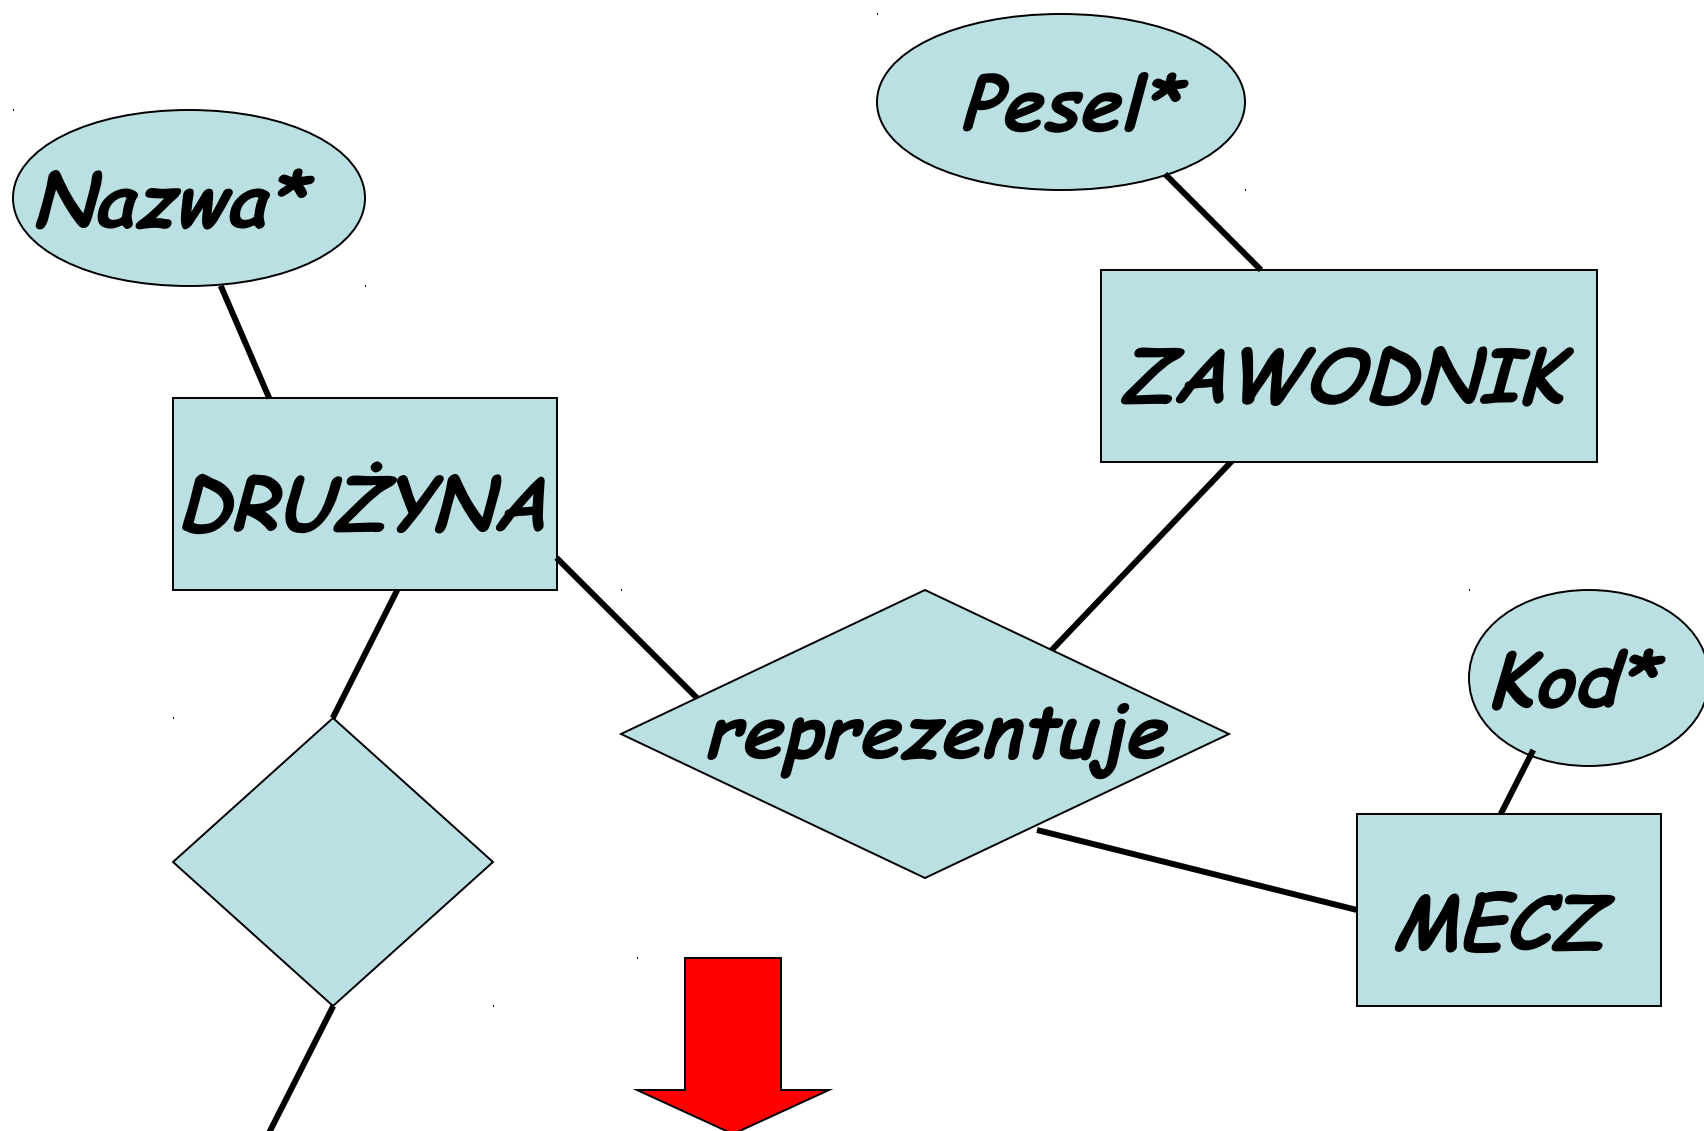 Pesel*
Nazwa*
ZAWODNIK
DRUŻYNA
Kod*
reprezentuje
MECZ